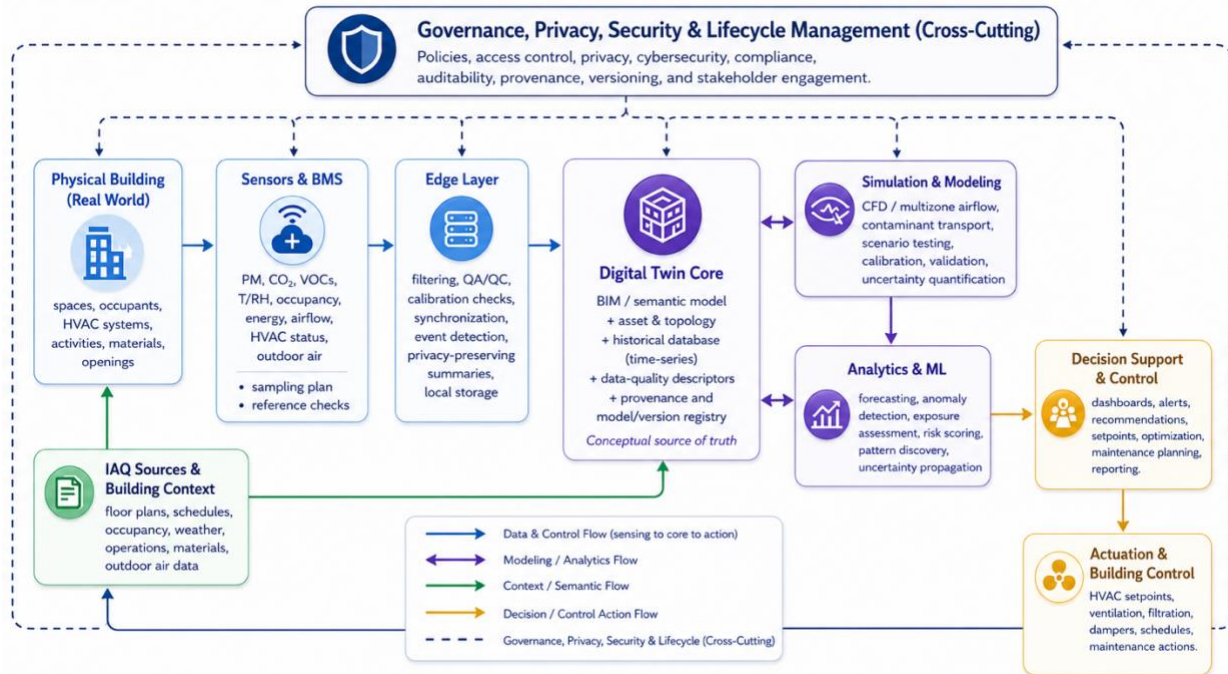 Governance, Privacy, Security & Lifecycle Management (Cross-Cutting)
Policies, access control, privacy, cybersecurity, compliance,
auditability, provenance, versioning, and stakeholder engagement.
Physical Building
(Real World)
spaces, occupants,
HVAC systems,
activities, materials,
openings
Sensors & BMS
PM, CO₂, VOCs,
T/RH, occupancy,
energy, airflow,
HVAC status,
outdoor air
• sampling plan
• reference checks
Edge Layer
filtering, QA/QC,
calibration checks,
synchronization,
event detection,
privacy-preserving
summaries,
local storage
Digital Twin Core
BIM / semantic model
+ asset & topology
+ historical database
(time-series)
+ data-quality descriptors
+ provenance and
model/version registry
Conceptual source of truth
Simulation & Modeling
CFD / multizone airflow,
contaminant transport,
scenario testing,
calibration, validation,
uncertainty quantification
Analytics & ML
forecasting, anomaly
detection, exposure
assessment, risk scoring,
pattern discovery,
uncertainty propagation
Decision Support
& Control
dashboards, alerts,
recommendations,
setpoints, optimization,
maintenance planning,
reporting.
IAQ Sources &
Building Context
floor plans, schedules,
occupancy, weather,
operations, materials,
outdoor air data
Data & Control Flow (sensing to core to action)
Modeling / Analytics Flow
Context / Semantic Flow
Decision / Control Action Flow
Governance, Privacy, Security & Lifecycle (Cross-Cutting)
Actuation &
Building Control
HVAC setpoints,
ventilation, filtration,
dampers, schedules,
maintenance actions.